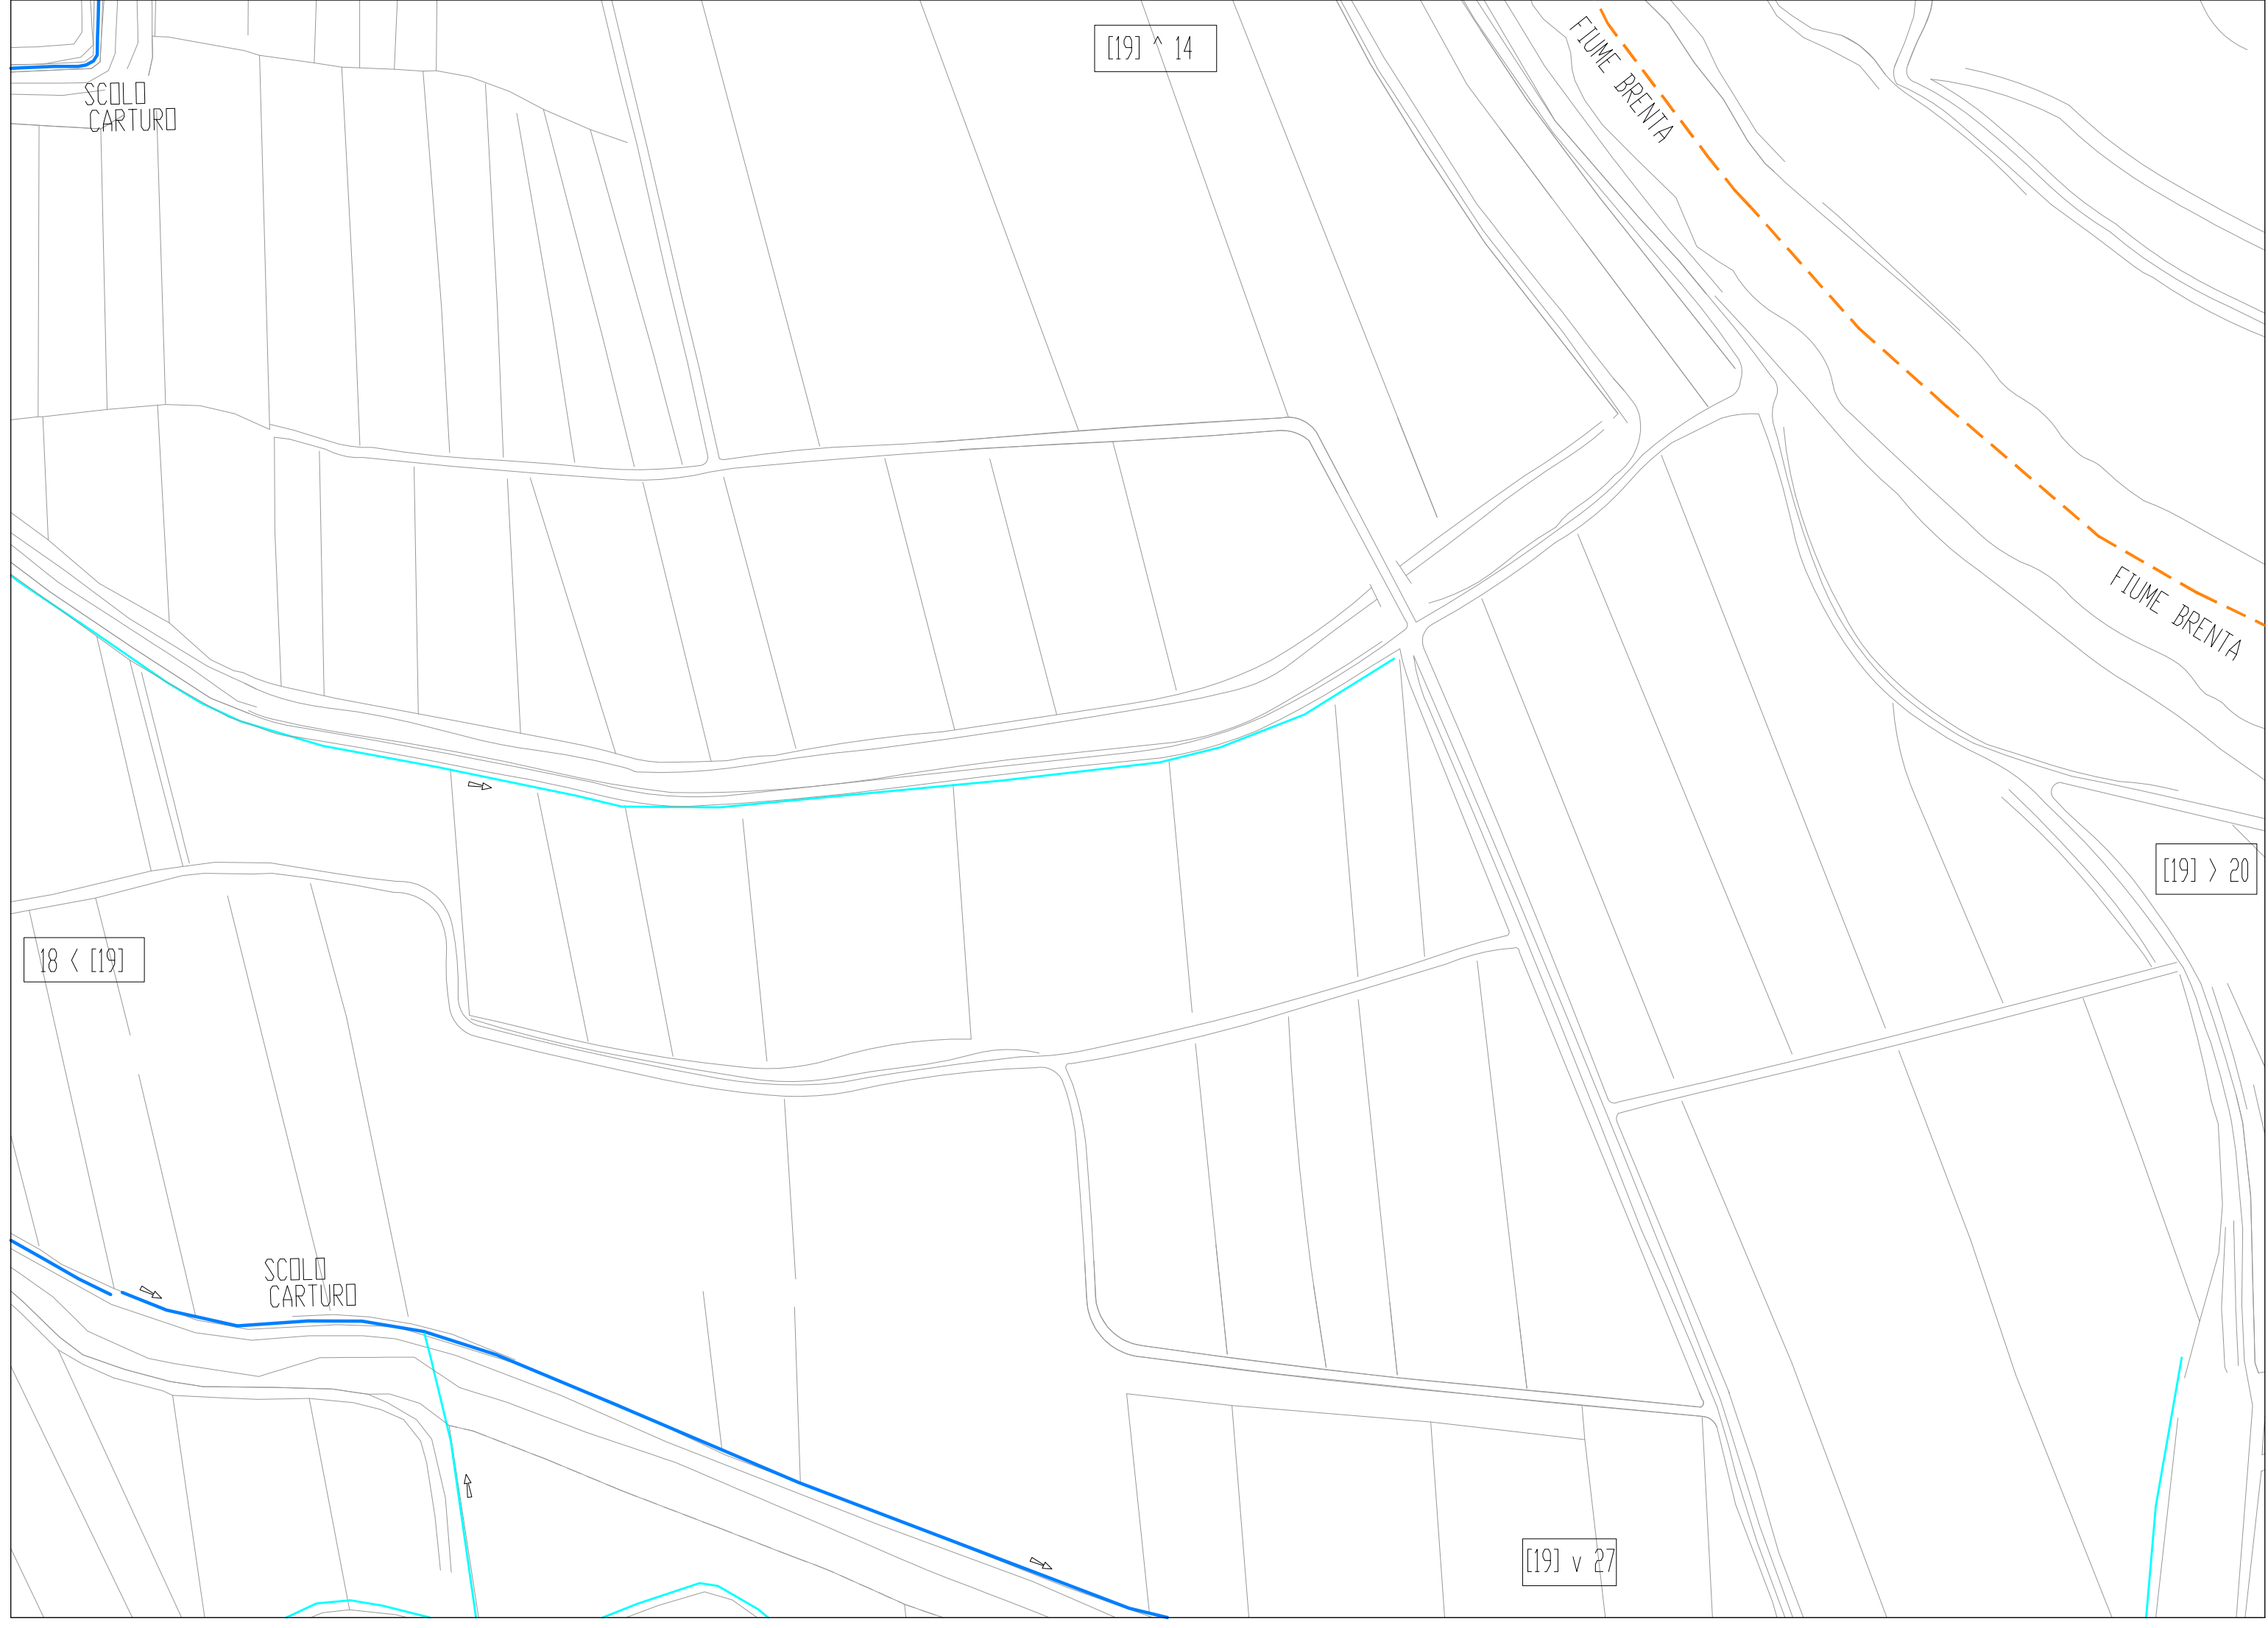 [19] ^ 14
FIUME BRENTA
SCOLO
CARTURO
FIUME BRENTA
[19] > 20
18 < [19]
SCOLO
CARTURO
[19] v 27